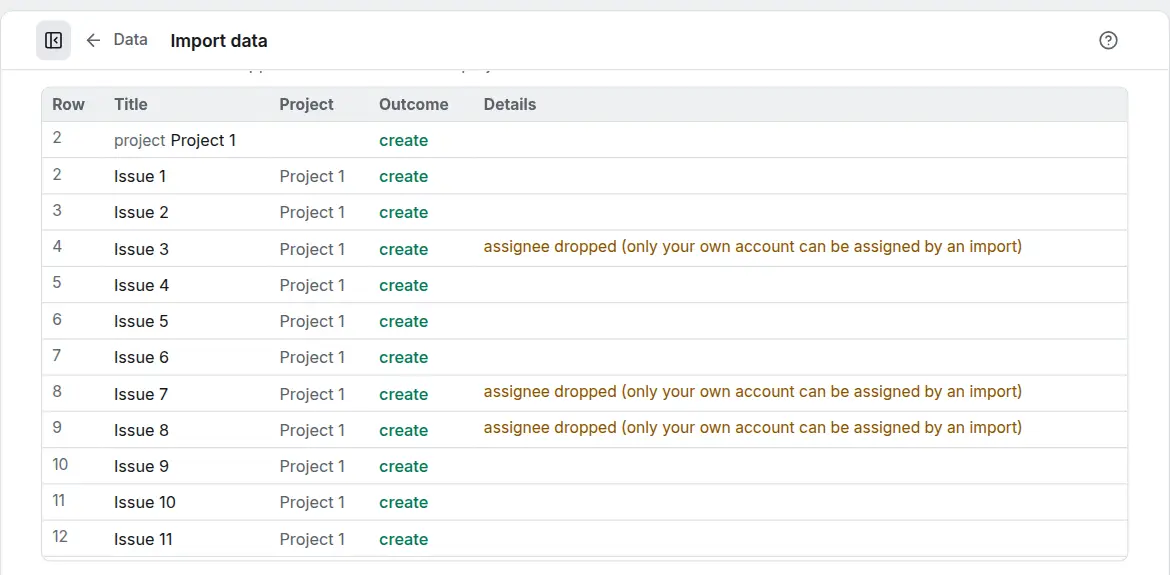 Data Import data
Row Title Project Outcome Details
2 project Project 1 create
2 Issue 1 Project 1 create
3 Issue 2 Project 1 create
4 Issue 3 Project 1 create assignee dropped (only your own account can be assigned by an import)
5 Issue 4 Project 1 create
6 Issue 5 Project 1 create
7 Issue 6 Project 1 create
8 Issue 7 Project 1 create assignee dropped (only your own account can be assigned by an import)
9 Issue 8 Project 1 create assignee dropped (only your own account can be assigned by an import)
10 Issue 9 Project 1 create
11 Issue 10 Project 1 create
12 Issue 11 Project 1 create